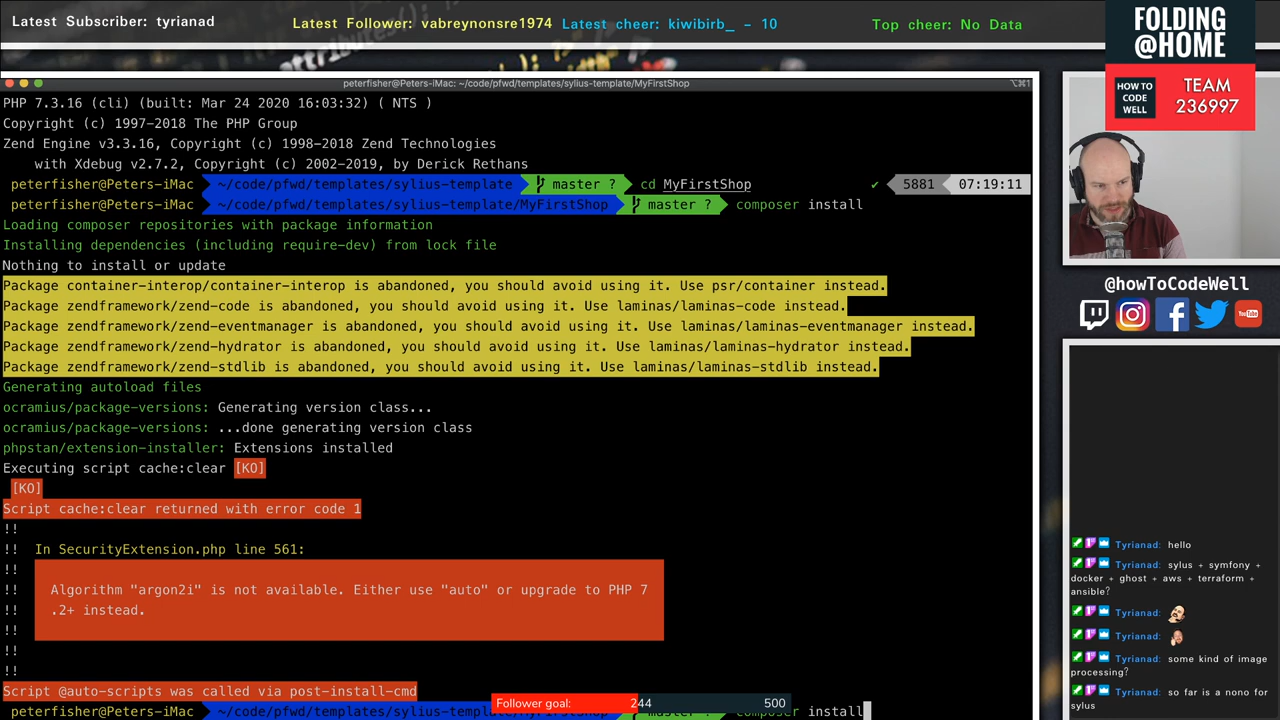 Latest Subscriber: tyrianad
Latest Follower: vabreynonsre1974
Latest cheer: kiwibirb_ - 10
Top cheer: No Data
FOLDING
@HOME
HOW TO
CODE
WELL
TEAM
236997
peterfisher@Peters-iMac: ~/code/pfwd/templates/sylius-template/MyFirstShop
⌥⌘1
PHP 7.3.16 (cli) (built: Mar 24 2020 16:03:32) ( NTS )
Copyright (c) 1997-2018 The PHP Group
Zend Engine v3.3.16, Copyright (c) 1998-2018 Zend Technologies
with Xdebug v2.7.2, Copyright (c) 2002-2019, by Derick Rethans
peterfisher@Peters-iMac ~/code/pfwd/templates/sylius-template master ? cd MyFirstShop ✔ 5881 07:19:11
peterfisher@Peters-iMac ~/code/pfwd/templates/sylius-template/MyFirstShop master ? composer install
Loading composer repositories with package information
Installing dependencies (including require-dev) from lock file
Nothing to install or update
Package container-interop/container-interop is abandoned, you should avoid using it. Use psr/container instead.
Package zendframework/zend-code is abandoned, you should avoid using it. Use laminas/laminas-code instead.
Package zendframework/zend-eventmanager is abandoned, you should avoid using it. Use laminas/laminas-eventmanager instead.
Package zendframework/zend-hydrator is abandoned, you should avoid using it. Use laminas/laminas-hydrator instead.
Package zendframework/zend-stdlib is abandoned, you should avoid using it. Use laminas/laminas-stdlib instead.
Generating autoload files
ocramius/package-versions: Generating version class...
ocramius/package-versions: ...done generating version class
phpstan/extension-installer: Extensions installed
Executing script cache:clear [KO]
[KO]
Script cache:clear returned with error code 1
!!
!! In SecurityExtension.php line 561:
!!
!! Algorithm "argon2i" is not available. Either use "auto" or upgrade to PHP 7
!! .2+ instead.
!!
!!
!!
Script @auto-scripts was called via post-install-cmd
peterfisher@Peters-iMac ~/code/pfwd/templates/sylius-template/MyFirstShop master ? composer install
Follower goal: 244 500
@howToCodeWell
You Tube
Tyrianad: hello
Tyrianad: sylus + symfony +
docker + ghost + aws + terraform +
ansible?
Tyrianad:
Tyrianad:
Tyrianad: some kind of image
processing?
Tyrianad: so far is a nono for
sylus